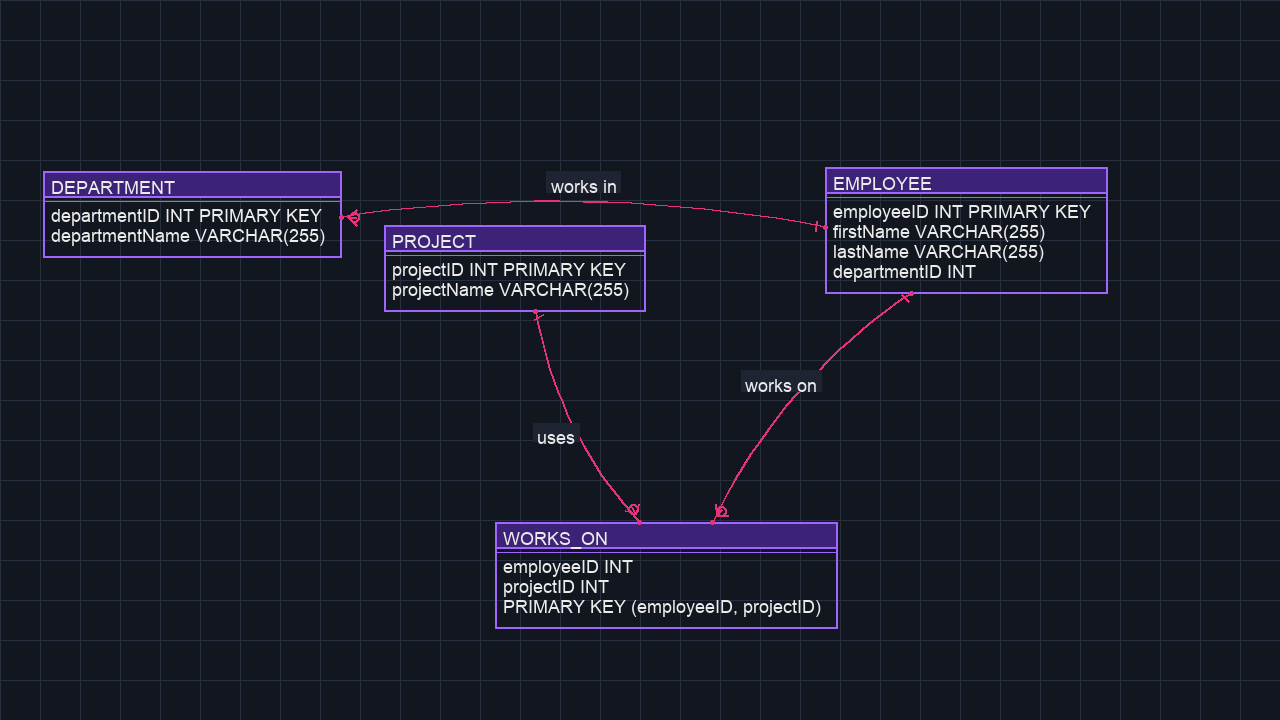 DEPARTMENT
departmentID INT PRIMARY KEY
departmentName VARCHAR(255)
works in
EMPLOYEE
employeeID INT PRIMARY KEY
firstName VARCHAR(255)
lastName VARCHAR(255)
departmentID INT
PROJECT
projectID INT PRIMARY KEY
projectName VARCHAR(255)
works on
uses
WORKS_ON
employeeID INT
projectID INT
PRIMARY KEY (employeeID, projectID)